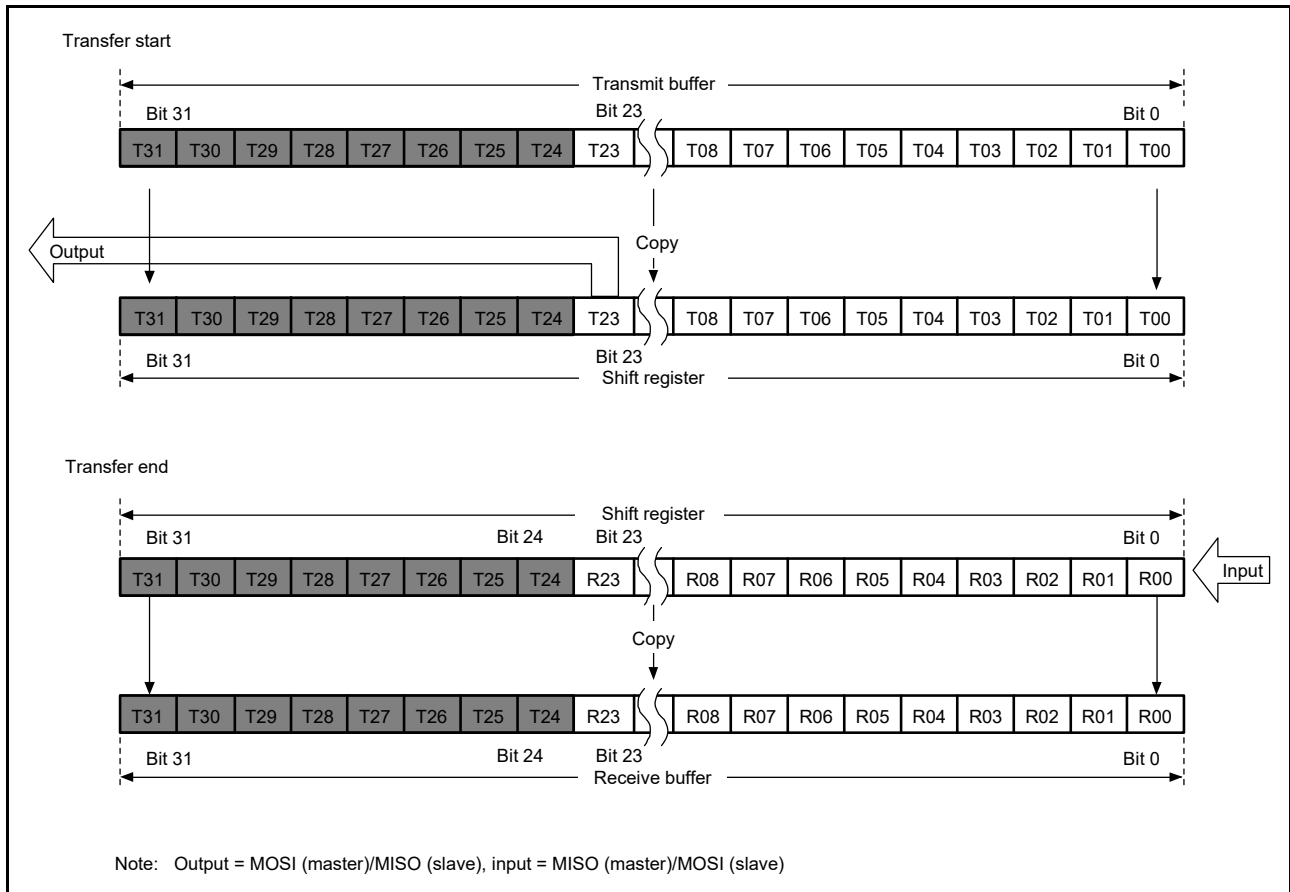 Transfer start
Transmit buffer
Bit 31 Bit 23 Bit 0
T31 T30 T29 T28 T27 T26 T25 T24 T23 T08 T07 T06 T05 T04 T03 T02 T01 T00
Output Copy
T31 T30 T29 T28 T27 T26 T25 T24 T23 T08 T07 T06 T05 T04 T03 T02 T01 T00
Bit 31 Bit 23 Bit 0
Shift register
Transfer end
Shift register
Bit 31 Bit 24 Bit 23 Bit 0
T31 T30 T29 T28 T27 T26 T25 T24 R23 R08 R07 R06 R05 R04 R03 R02 R01 R00 Input
Copy
T31 T30 T29 T28 T27 T26 T25 T24 R23 R08 R07 R06 R05 R04 R03 R02 R01 R00
Bit 31 Bit 24 Bit 23 Bit 0
Receive buffer
Note: Output = MOSI (master)/MISO (slave), input = MISO (master)/MOSI (slave)